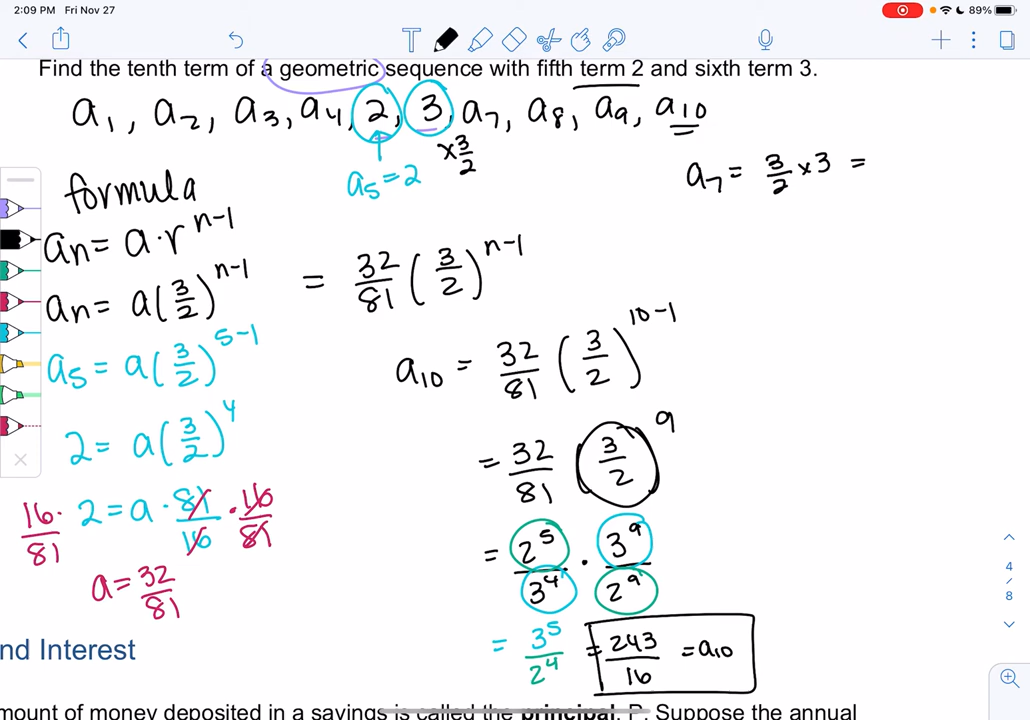 2:09 PM Fri Nov 27 89%
T
Find the tenth term of a geometric sequence with fifth term 2 and sixth term 3.
a₁, a₂, a₃, a₄, 2, 3, a₇, a₈, a₉, a₁₀
a₅ = 2
× 3/2
a₇ = 3/2 × 3 =
formula
aₙ = a · r^(n-1)
aₙ = a(3/2)^(n-1) = 32/81 (3/2)^(n-1)
a₅ = a(3/2)^(5-1)
2 = a(3/2)^4
16/81 · 2 = a · 81/16 · 16/81
a = 32/81
a₁₀ = 32/81 (3/2)^(10-1)
= 32/81 (3/2)^9
= 2^5/3^4 · 3^9/2^9
= 3^5/2^4 = 243/16 = a₁₀
4/8
nd Interest
mount of money deposited in a savings is called the principal, P. Suppose the annual